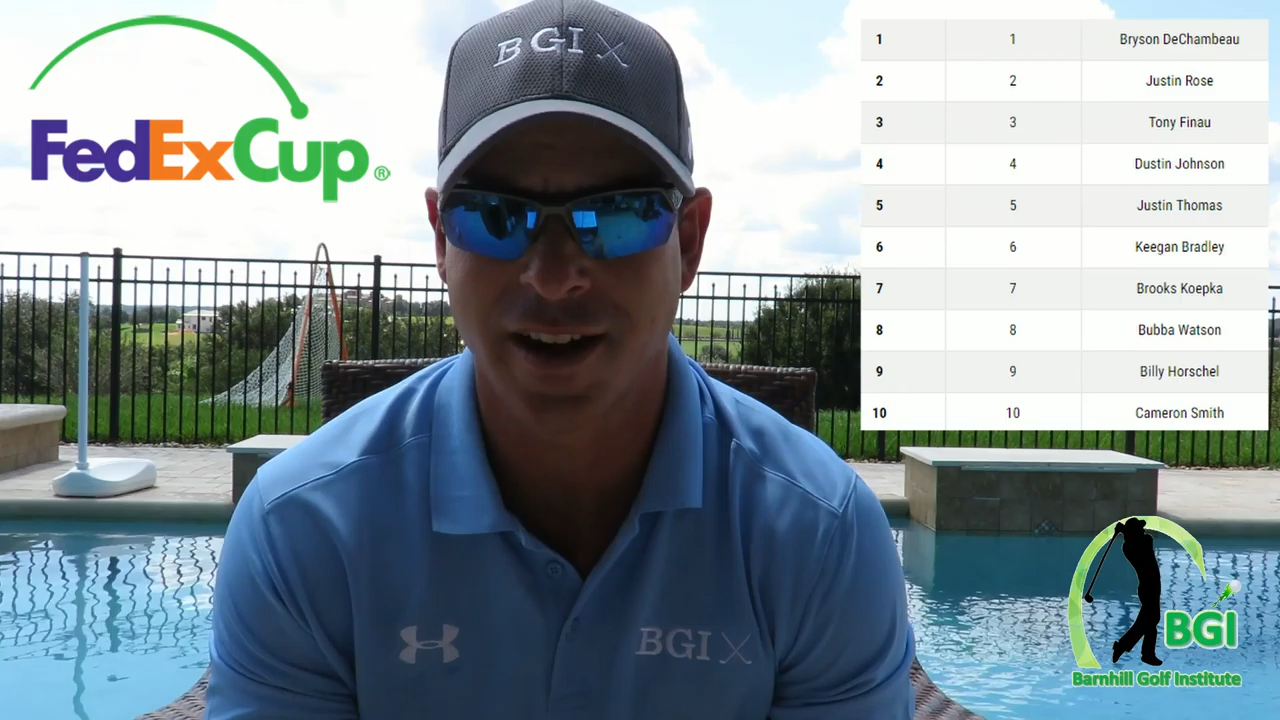 BGI
FedExCup®
1 1 Bryson DeChambeau
2 2 Justin Rose
3 3 Tony Finau
4 4 Dustin Johnson
5 5 Justin Thomas
6 6 Keegan Bradley
7 7 Brooks Koepka
8 8 Bubba Watson
9 9 Billy Horschel
10 10 Cameron Smith
BGI
BGI
Barnhill Golf Institute